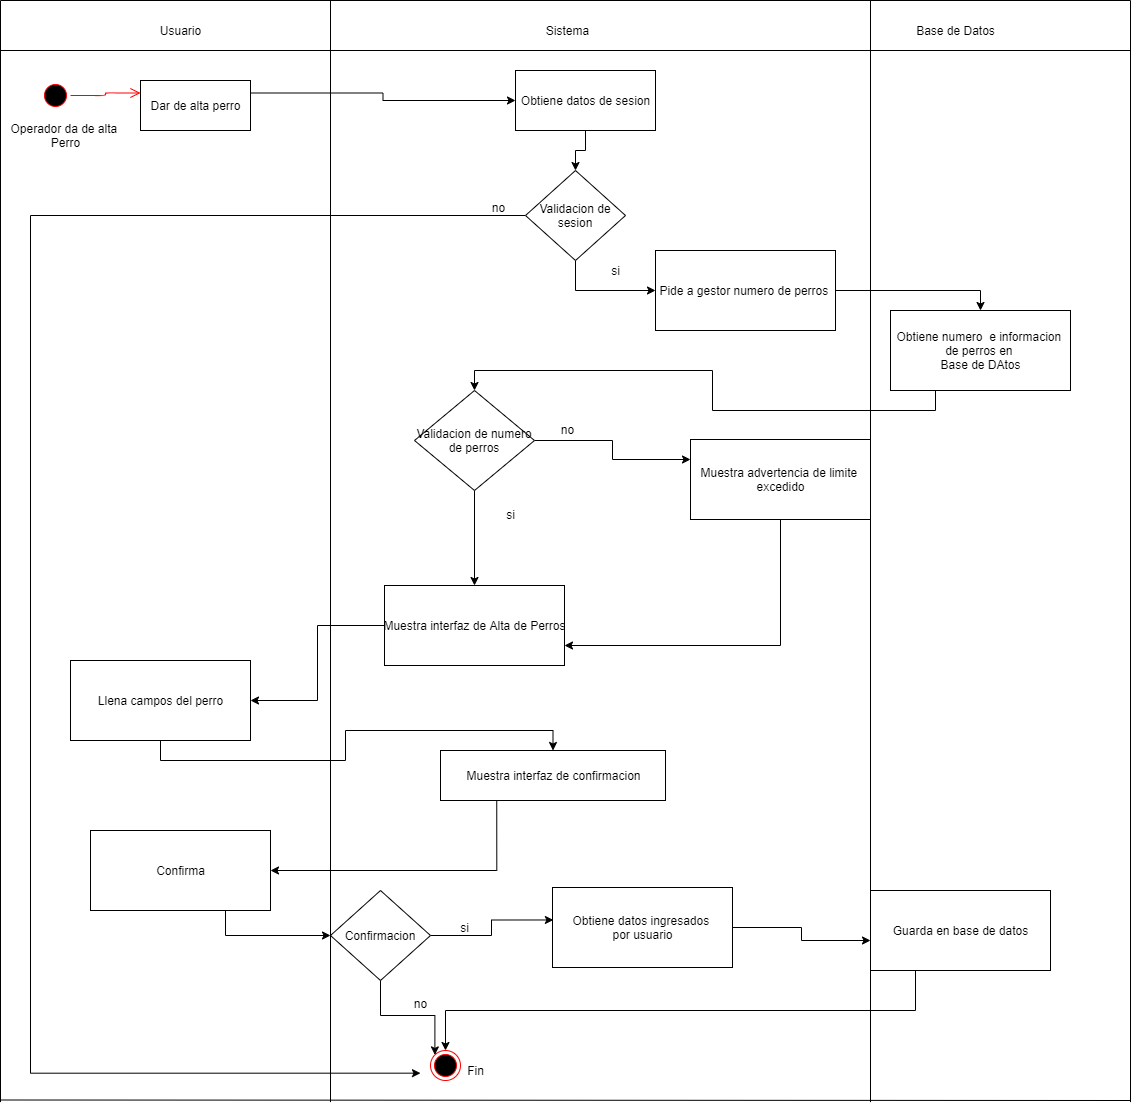 Usuario
Sistema
Base de Datos
Operador da de alta
Perro
Dar de alta perro
Obtiene datos de sesion
Validacion de
sesion
no
si
Pide a gestor numero de perros
Obtiene numero  e informacion
de perros en
Base de DAtos
Validacion de numero
de perros
no
Muestra advertencia de limite
excedido
si
Muestra interfaz de Alta de Perros
Llena campos del perro
Muestra interfaz de confirmacion
Confirma
Confirmacion
si
Obtiene datos ingresados
por usuario
Guarda en base de datos
no
Fin